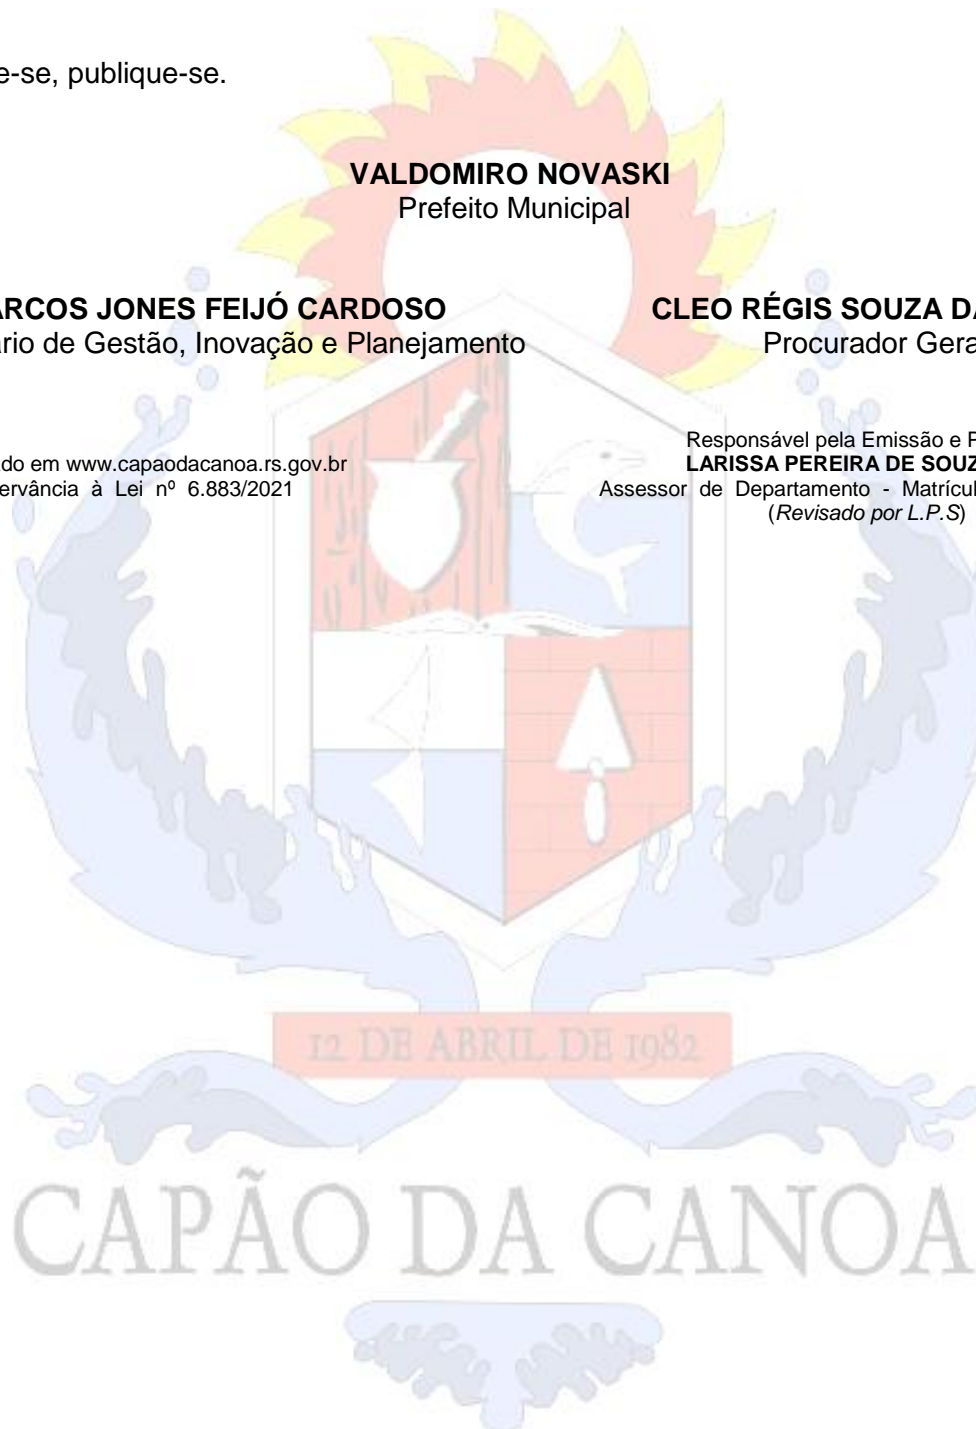 e-se, publique-se.
VALDOMIRO NOVASKI
Prefeito Municipal
ARCOS JONES FEIJÓ CARDOSO
ário de Gestão, Inovação e Planejamento
CLEO RÉGIS SOUZA DA
Procurador Gera
do em www.capaodacanoa.rs.gov.br
ervância à Lei nº 6.883/2021
Responsável pela Emissão e P
LARISSA PEREIRA DE SOUZ
Assessor de Departamento - Matrícul
(Revisado por L.P.S)
12 DE ABRIL DE 1982
CAPÃO DA CANOA